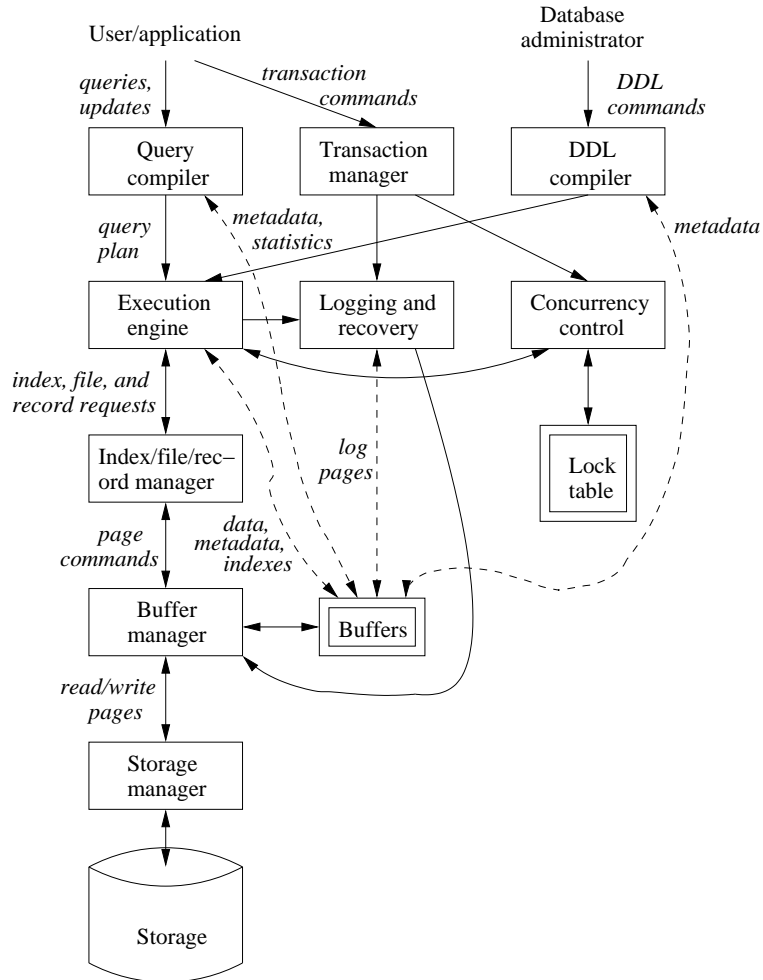 User/application
Database
administrator
queries,
updates
transaction
commands
DDL
commands
Query
compiler
Transaction
manager
DDL
compiler
query
plan
metadata,
statistics
metadata
Execution
engine
Logging and
recovery
Concurrency
control
index, file, and
record requests
Index/file/rec−
ord manager
log
pages
Lock
table
page
commands
data,
metadata,
indexes
Buffer
manager
Buffers
read/write
pages
Storage
manager
Storage